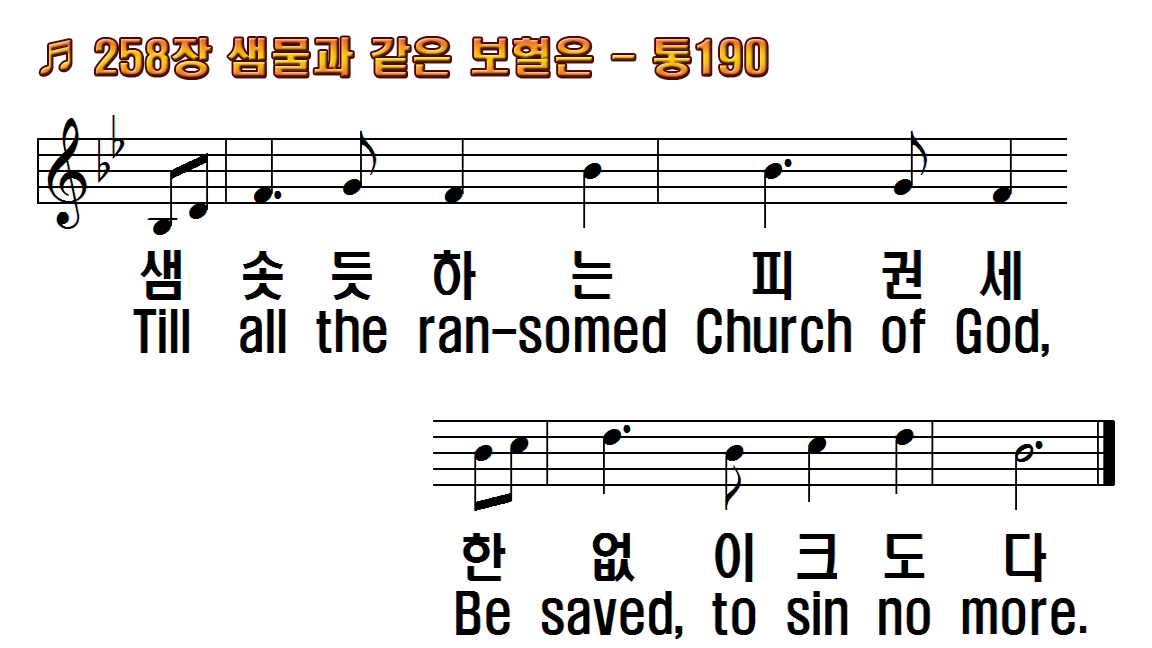 ♬ 258장 샘물과 같은 보혈은 - 통190
샘 솟 듯 하 는 피 권 세
Till all the ran-somed Church of God,
한 없 이 크 도 다
Be saved, to sin no more.